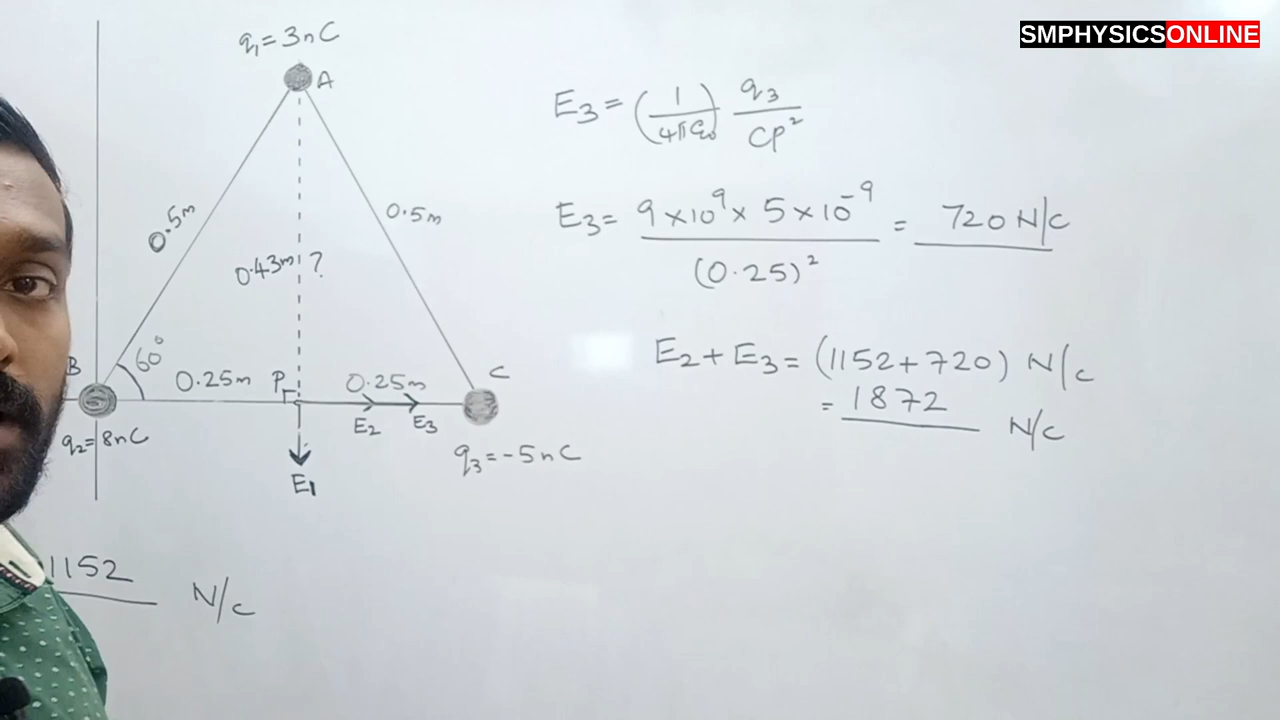 SMPHYSICSONLINE
q₁=3nC
A
0.5m
0.5m
0.43m ?
B
60°
0.25m
P
0.25m
C
E₂
E₃
q₂=8nC
q₃=-5nC
E₁
1152 N/C
E₃= (1/4πε₀) q₃/CP²
E₃= 9×10⁹× 5×10⁻⁹/(0.25)² = 720 N/C
E₂+E₃= (1152+720) N/C
= 1872 N/C